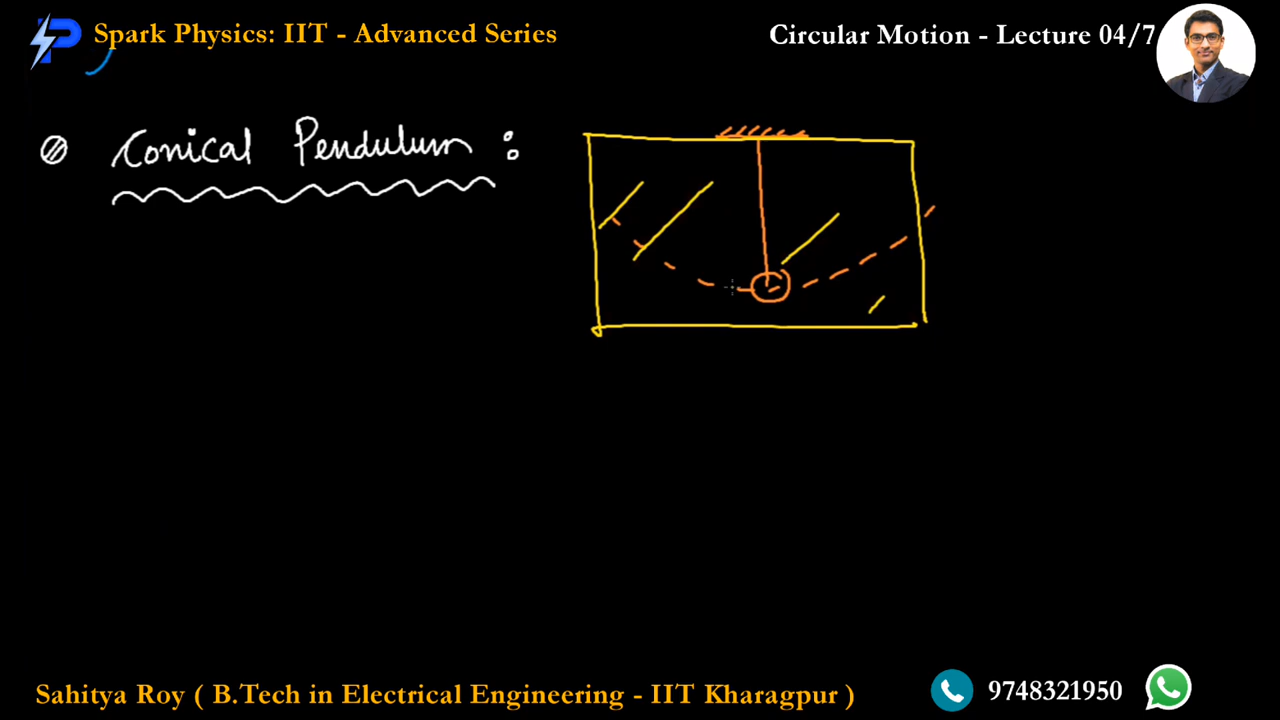 Spark Physics: IIT - Advanced Series
Circular Motion - Lecture 04/7
Conical Pendulum :
Sahitya Roy ( B.Tech in Electrical Engineering - IIT Kharagpur )
9748321950